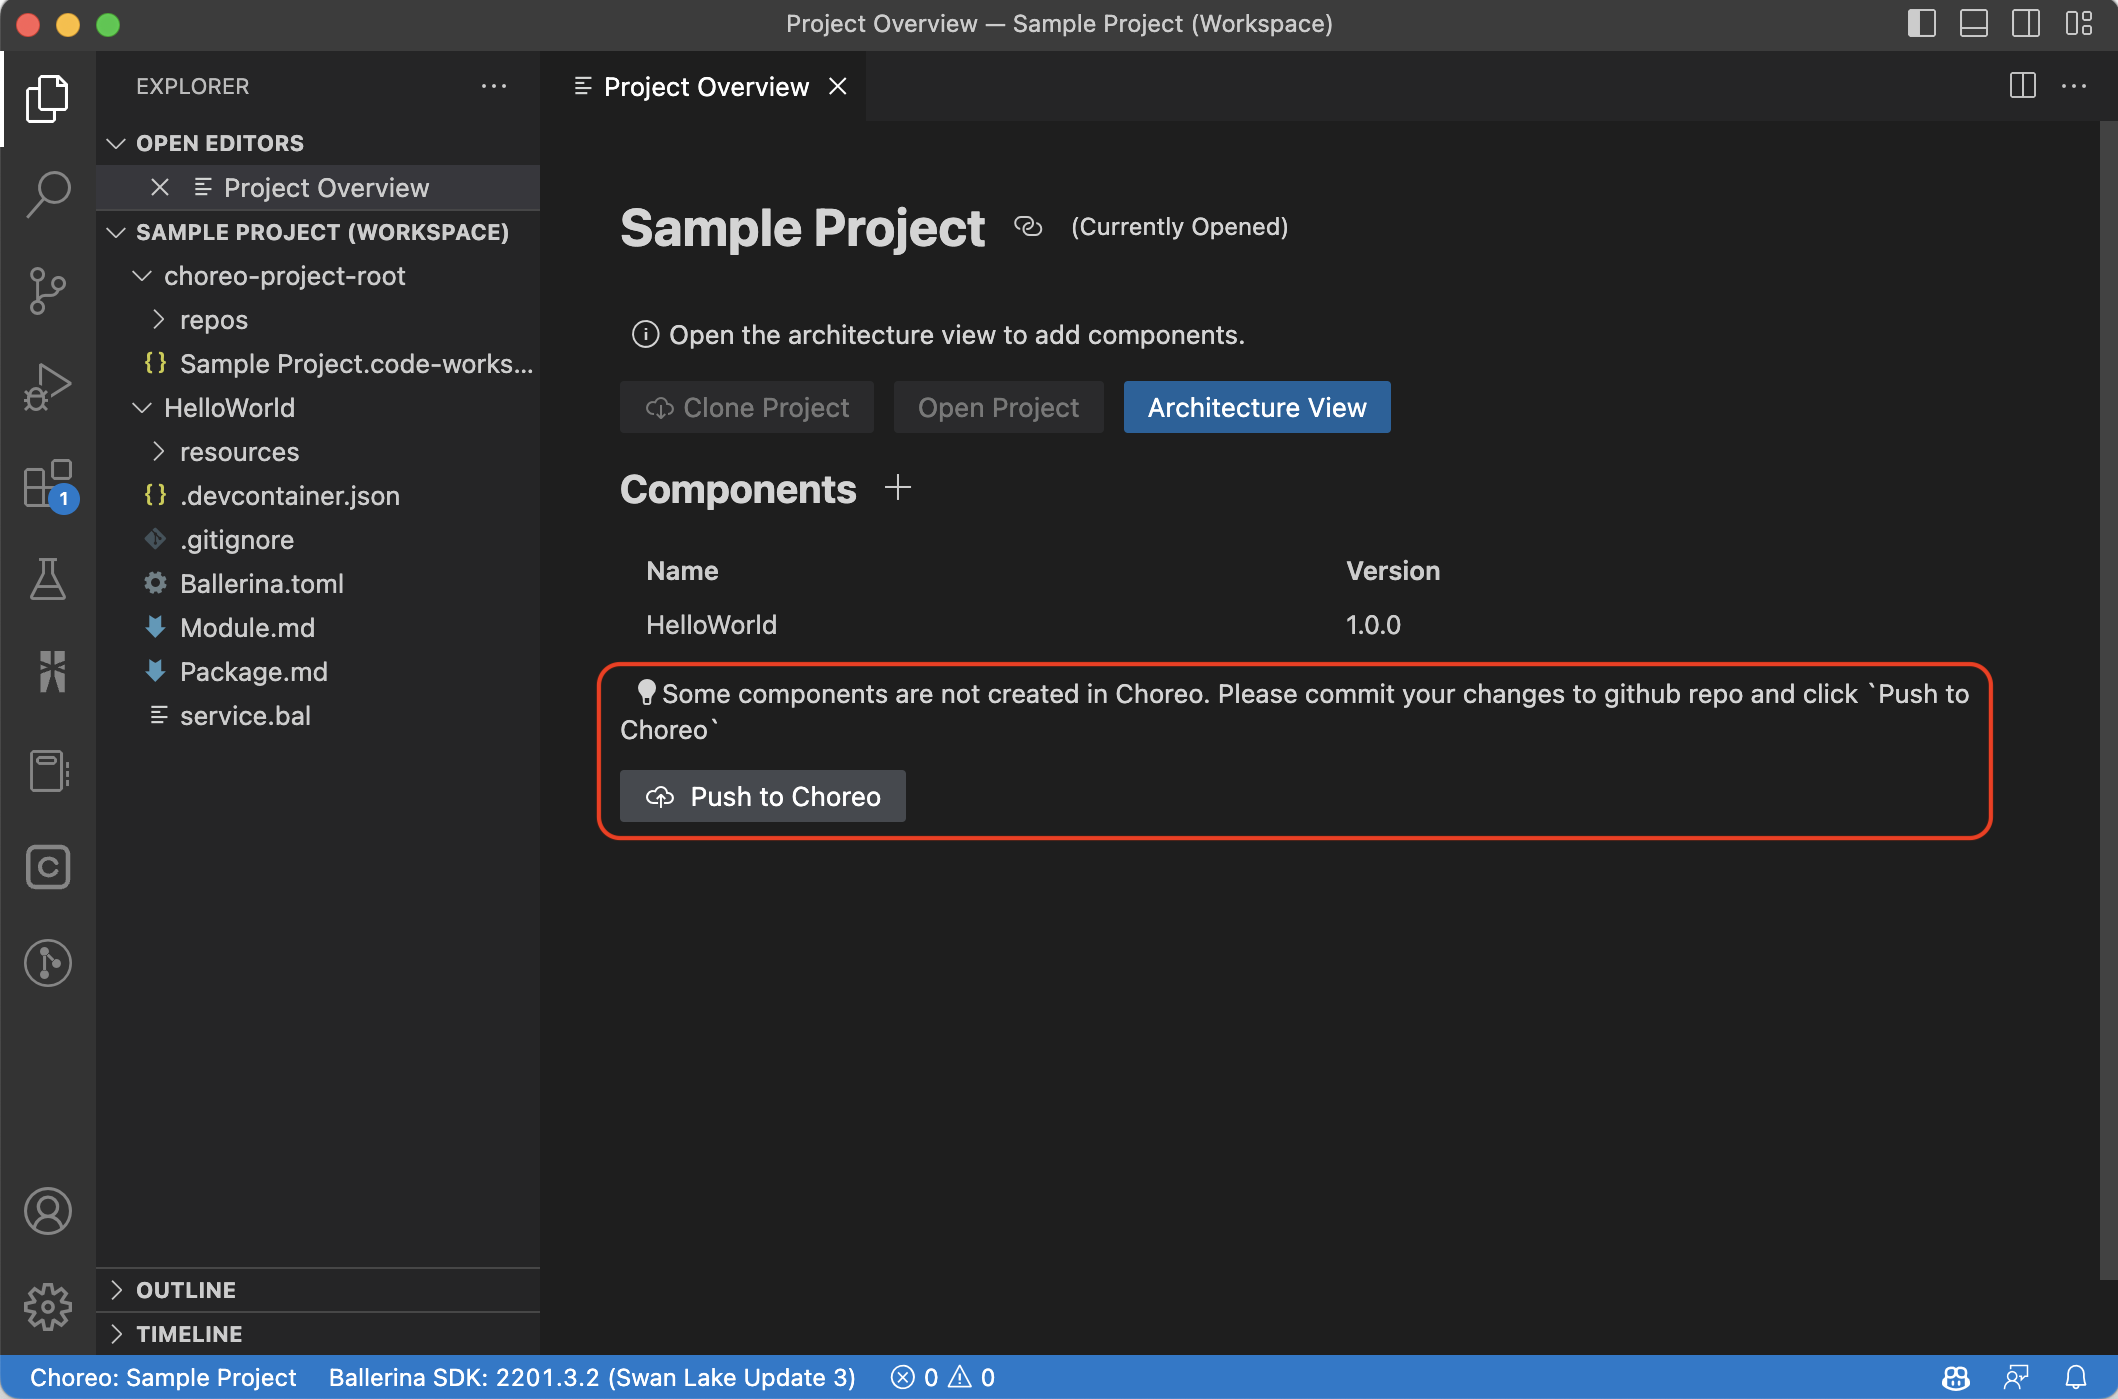 Project Overview — Sample Project (Workspace)
EXPLORER
Project Overview
OPEN EDITORS
Project Overview
SAMPLE PROJECT (WORKSPACE)
choreo-project-root
repos
{} Sample Project.code-works...
HelloWorld
resources
{} .devcontainer.json
.gitignore
Ballerina.toml
Module.md
Package.md
service.bal
OUTLINE
TIMELINE
1
Sample Project (Currently Opened)
Open the architecture view to add components.
Clone Project Open Project Architecture View
Components
Name Version
HelloWorld 1.0.0
Some components are not created in Choreo. Please commit your changes to github repo and click `Push to
Choreo`
Push to Choreo
Choreo: Sample Project Ballerina SDK: 2201.3.2 (Swan Lake Update 3) 0 0